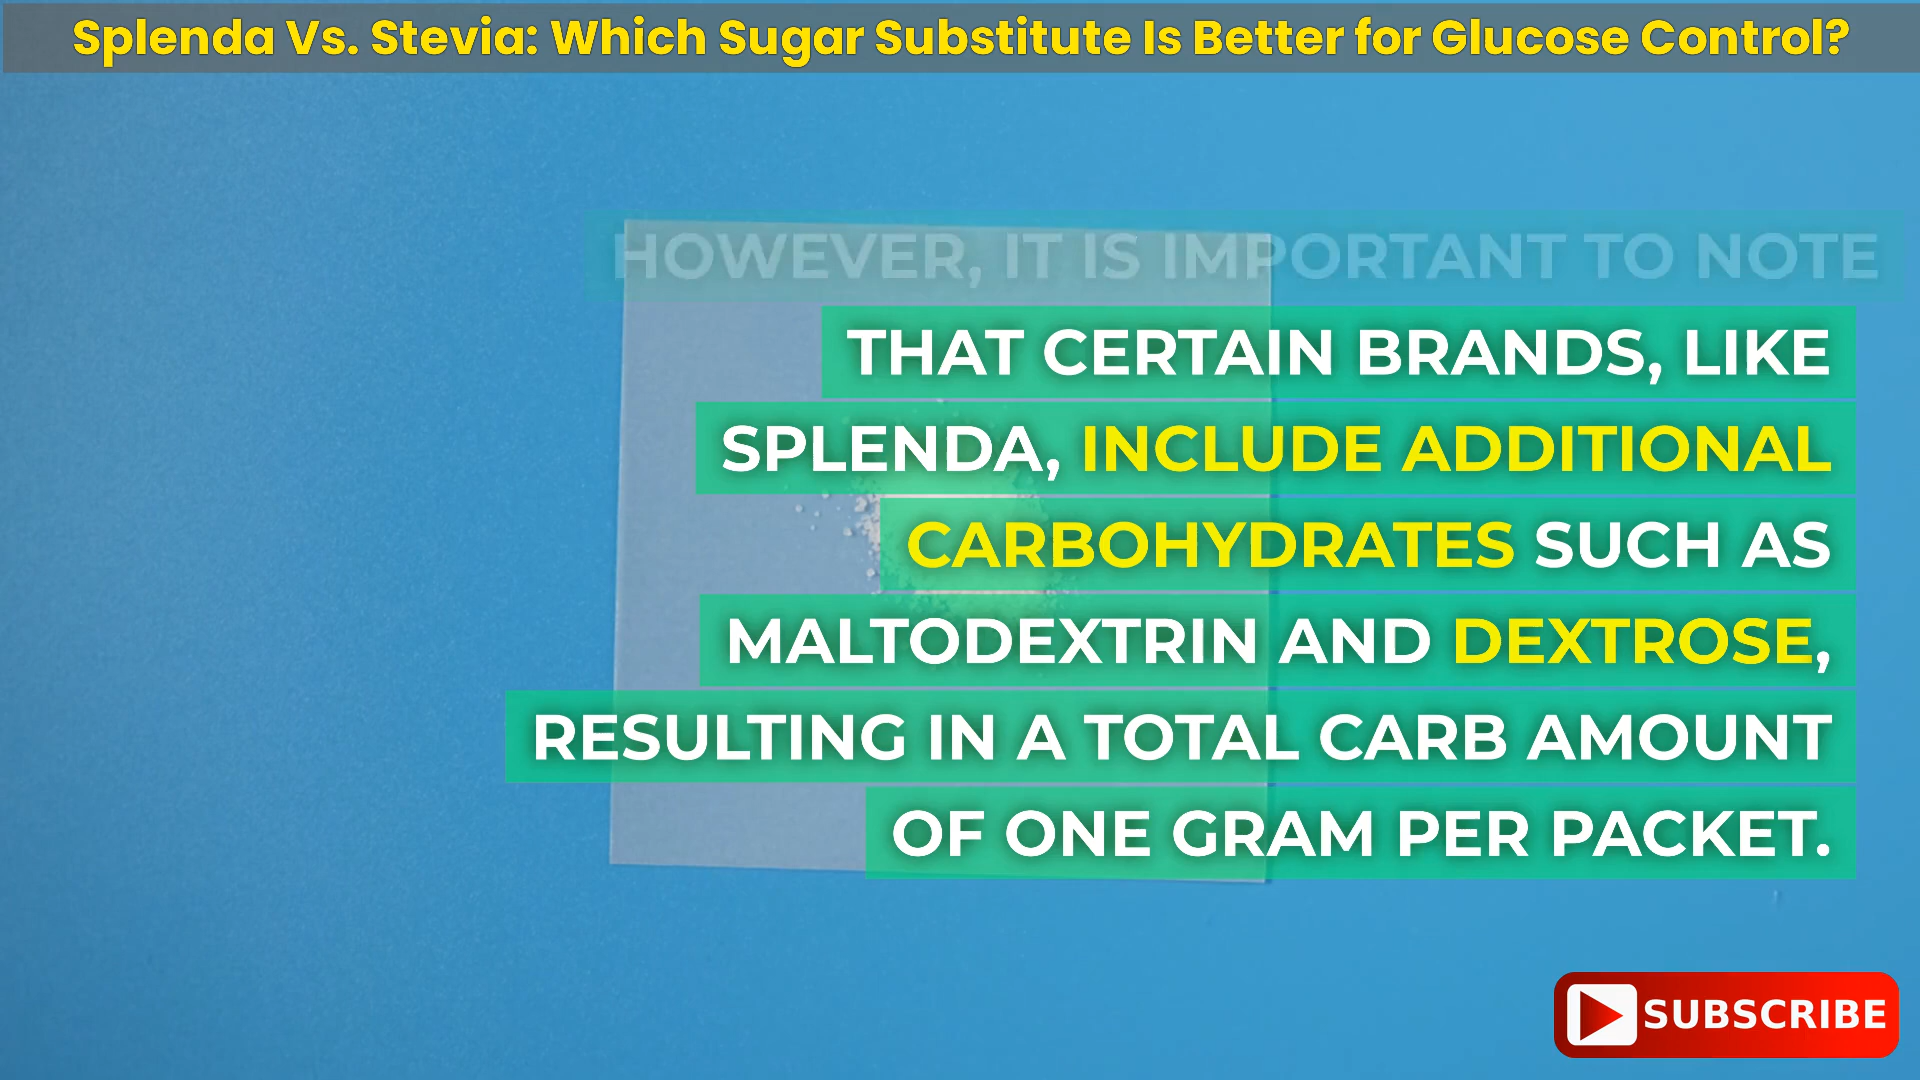 Splenda Vs. Stevia: Which Sugar Substitute Is Better for Glucose Control?
HOWEVER, IT IS IMPORTANT TO NOTE
THAT CERTAIN BRANDS, LIKE
SPLENDA, INCLUDE ADDITIONAL
CARBOHYDRATES SUCH AS
MALTODEXTRIN AND DEXTROSE,
RESULTING IN A TOTAL CARB AMOUNT
OF ONE GRAM PER PACKET.
SUBSCRIBE